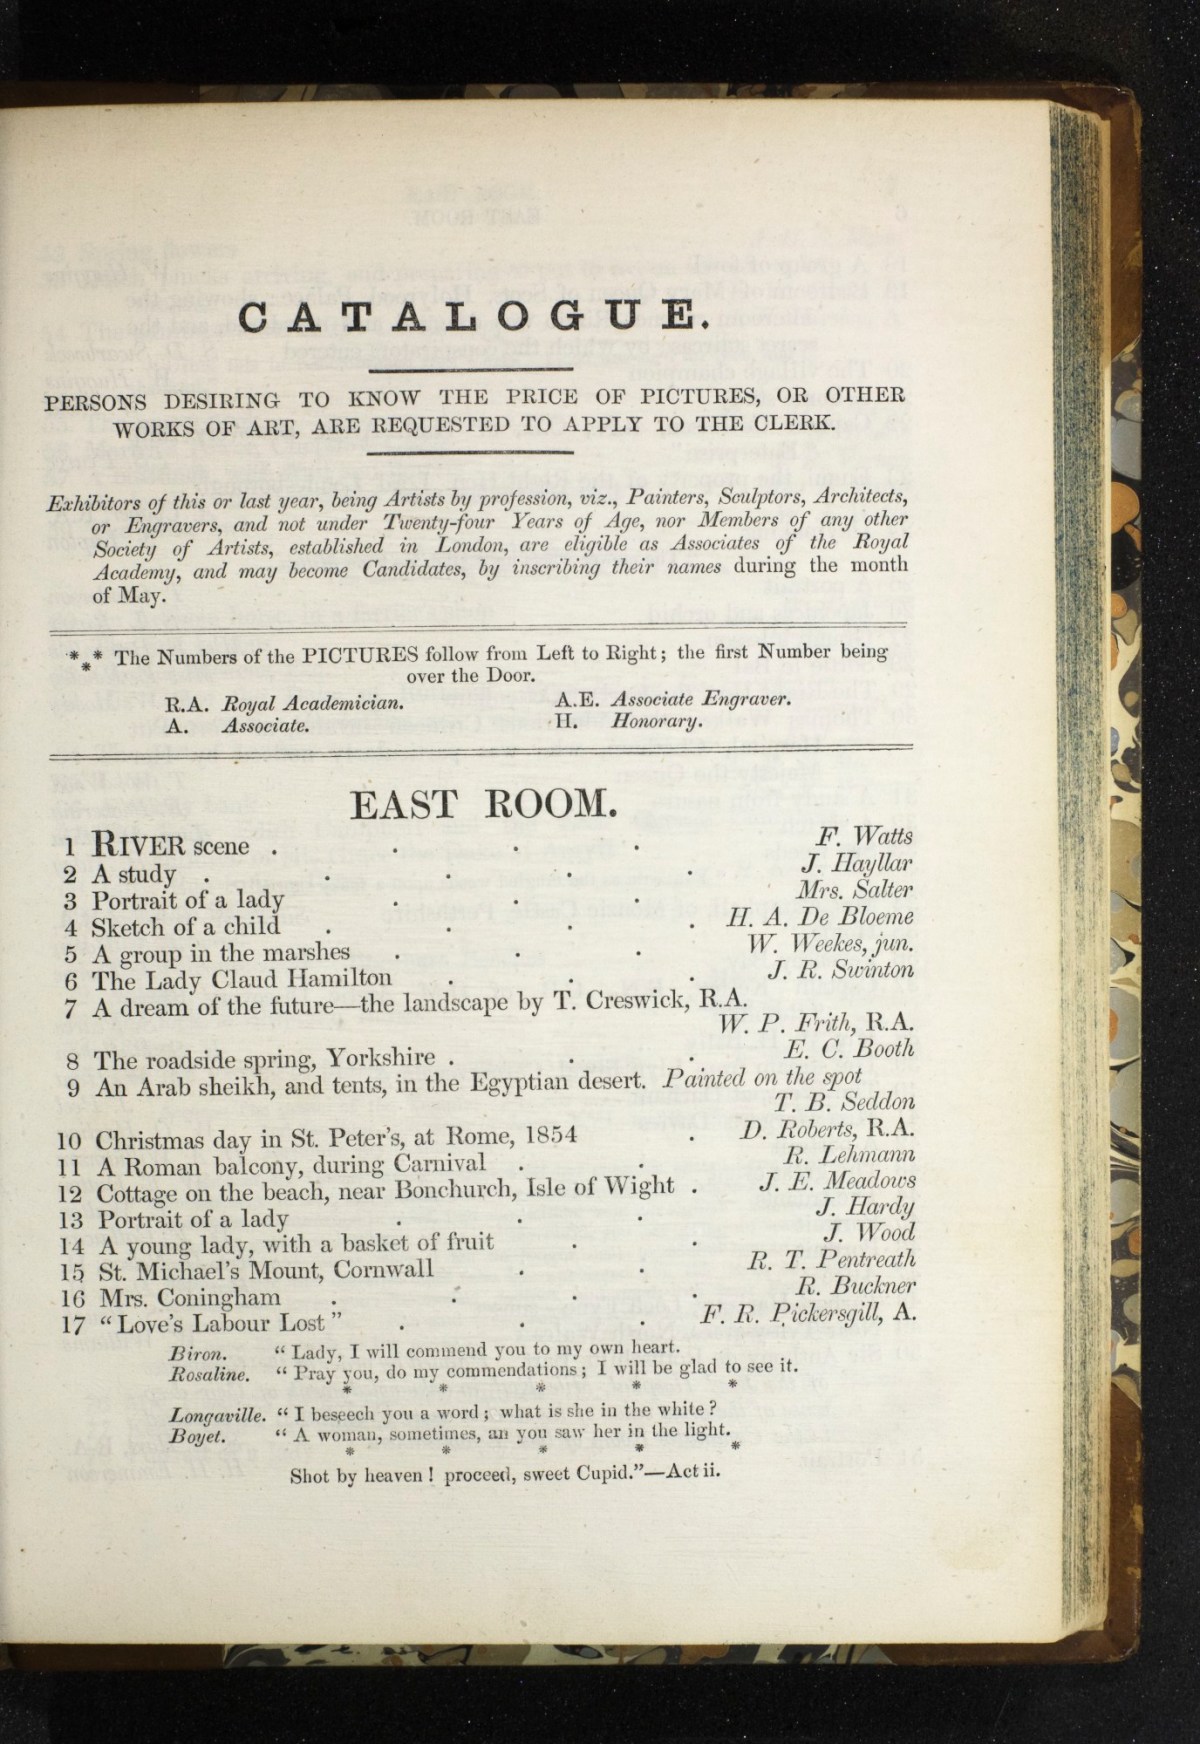 CATALOGUE.
PERSONS DESIRING TO KNOW THE PRICE OF PICTURES, OR OTHER
WORKS OF ART, ARE REQUESTED TO APPLY TO THE CLERK.
Exhibitors of this or last year, being Artists by profession, viz., Painters, Sculptors, Architects,
or Engravers, and not under Twenty-four Years of Age, nor Members of any other
Society of Artists, established in London, are eligible as Associates of the Royal
Academy, and may become Candidates, by inscribing their names during the month
of May.
*** The Numbers of the PICTURES follow from Left to Right; the first Number being
over the Door.
R.A. Royal Academician. A.E. Associate Engraver.
A. Associate. H. Honorary.
EAST ROOM.
1 RIVER scene . . . . F. Watts
2 A study . . . . . J. Hayllar
3 Portrait of a lady . . . Mrs. Salter
4 Sketch of a child . . . . H. A. De Bloeme
5 A group in the marshes . . . W. Weekes, jun.
6 The Lady Claud Hamilton . . . J. R. Swinton
7 A dream of the future—the landscape by T. Creswick, R.A.
W. P. Frith, R.A.
8 The roadside spring, Yorkshire . . . E. C. Booth
9 An Arab sheikh, and tents, in the Egyptian desert. Painted on the spot
T. B. Seddon
10 Christmas day in St. Peter's, at Rome, 1854 . D. Roberts, R.A.
11 A Roman balcony, during Carnival . . R. Lehmann
12 Cottage on the beach, near Bonchurch, Isle of Wight . J. E. Meadows
13 Portrait of a lady . . . J. Hardy
14 A young lady, with a basket of fruit . . J. Wood
15 St. Michael's Mount, Cornwall . . R. T. Pentreath
16 Mrs. Coningham . . . . R. Buckner
17 "Love's Labour Lost" . . . F. R. Pickersgill, A.
Biron. "Lady, I will commend you to my own heart.
Rosaline. "Pray you, do my commendations; I will be glad to see it.
* * * * *
Longaville. "I beseech you a word; what is she in the white?
Boyet. "A woman, sometimes, an you saw her in the light.
* * * * *
Shot by heaven! proceed, sweet Cupid."—Act ii.